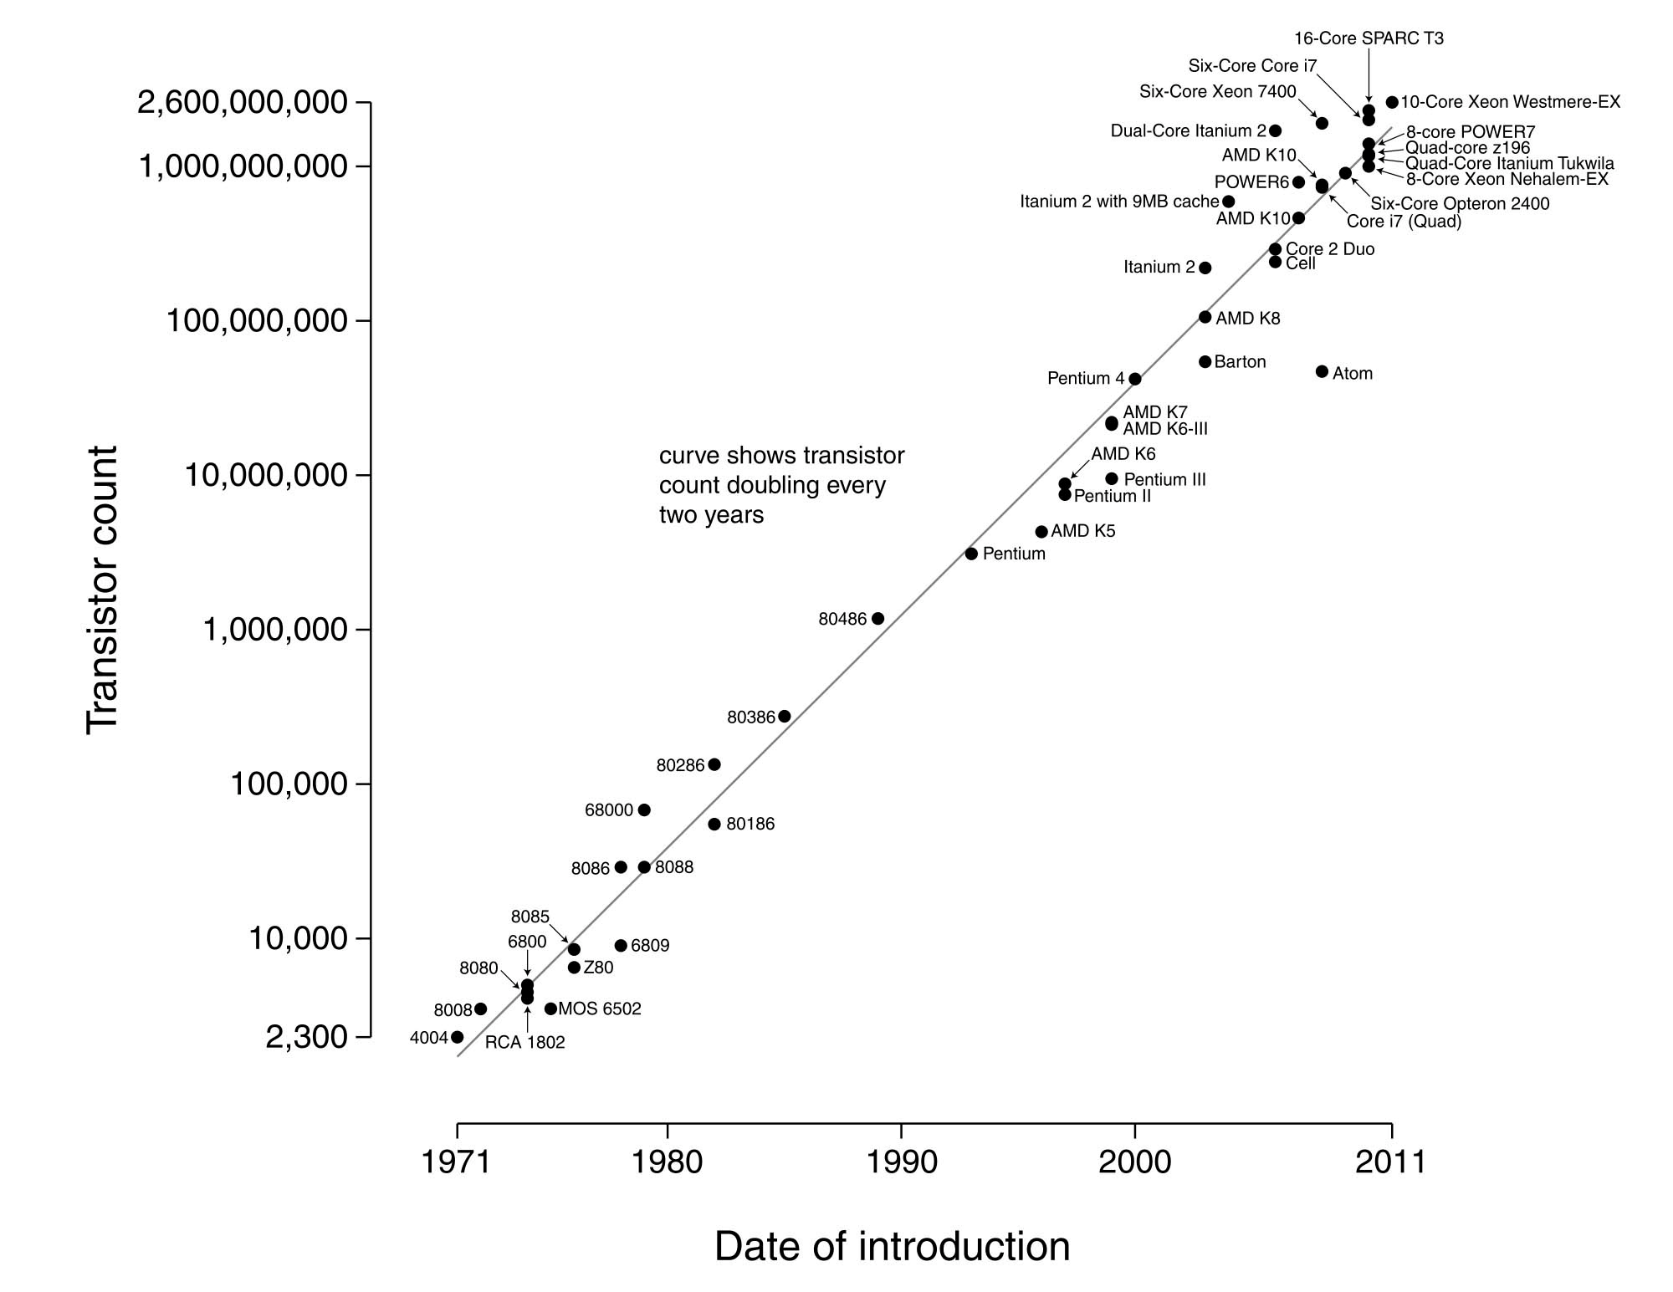 16-Core SPARC T3
Six-Core Core i7
Six-Core Xeon 7400
2,600,000,000
10-Core Xeon Westmere-EX
Dual-Core Itanium 2
8-core POWER7
Quad-core z196
AMD K10
1,000,000,000
Quad-Core Itanium Tukwila
POWER6
8-Core Xeon Nehalem-EX
Itanium 2 with 9MB cache
Six-Core Opteron 2400
AMD K10
Core i7 (Quad)
Core 2 Duo
Itanium 2
Cell
100,000,000
AMD K8
Barton
Pentium 4
Atom
AMD K7
AMD K6-III
curve shows transistor
count doubling every
two years
AMD K6
10,000,000
Pentium III
Pentium II
AMD K5
Pentium
Transistor count
1,000,000
80486
80386
80286
100,000
68000
80186
8086
8088
8085
10,000
6800
6809
8080
Z80
8008
MOS 6502
2,300
4004
RCA 1802
1971
1980
1990
2000
2011
Date of introduction